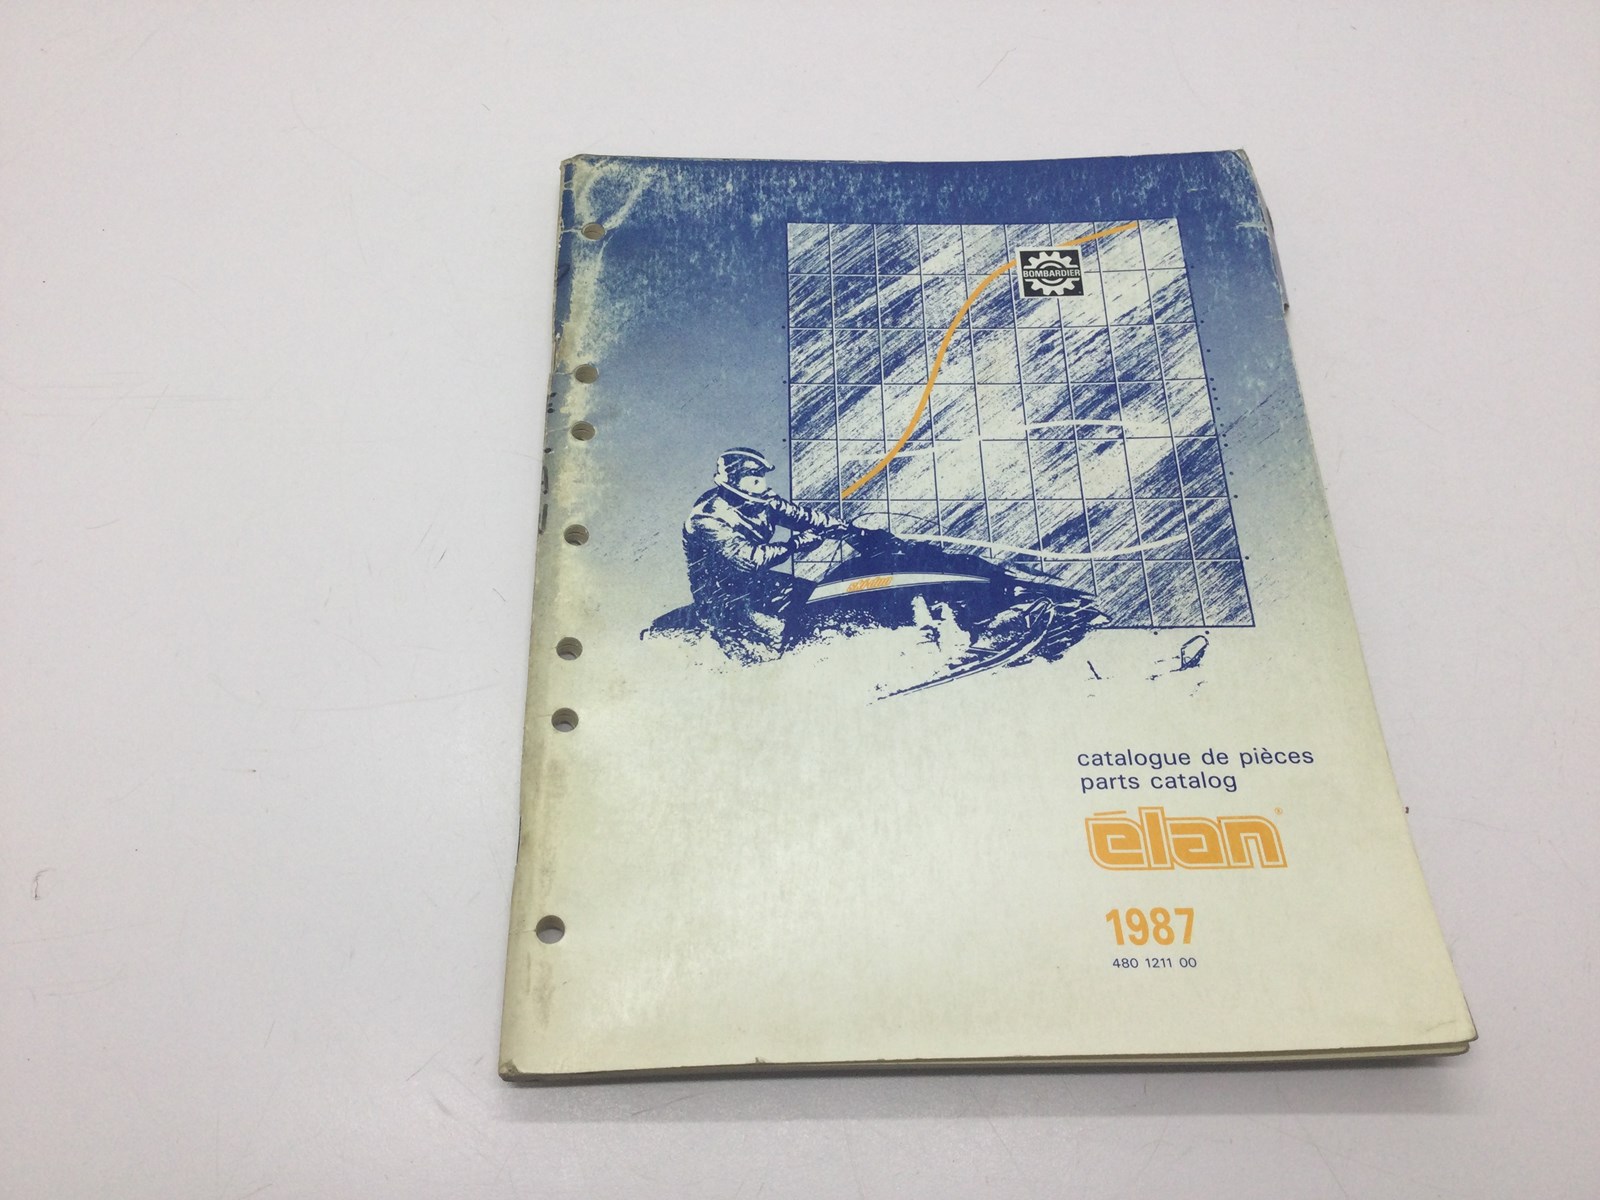 BOMBARDIER
catalogue de pièces
parts catalog
élan®
1987
480 1211 00